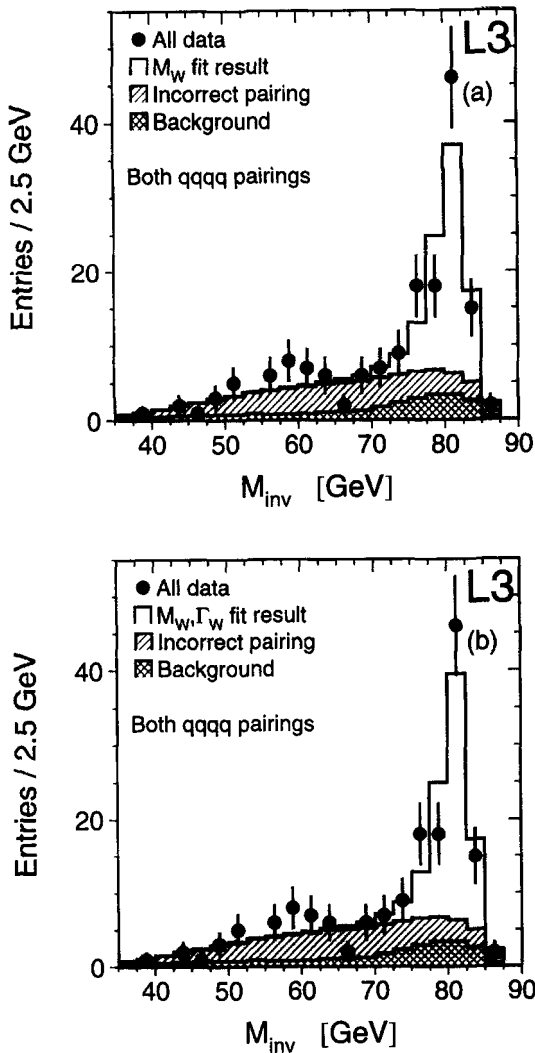 L3
All data
M_W fit result
(a)
Incorrect pairing
Background
Both qqqq pairings
Entries / 2.5 GeV
40
20
0
40 50 60 70 80 90
M_inv [GeV]
L3
All data
M_W,Γ_W fit result
(b)
Incorrect pairing
Background
Both qqqq pairings
Entries / 2.5 GeV
40
20
0
40 50 60 70 80 90
M_inv [GeV]